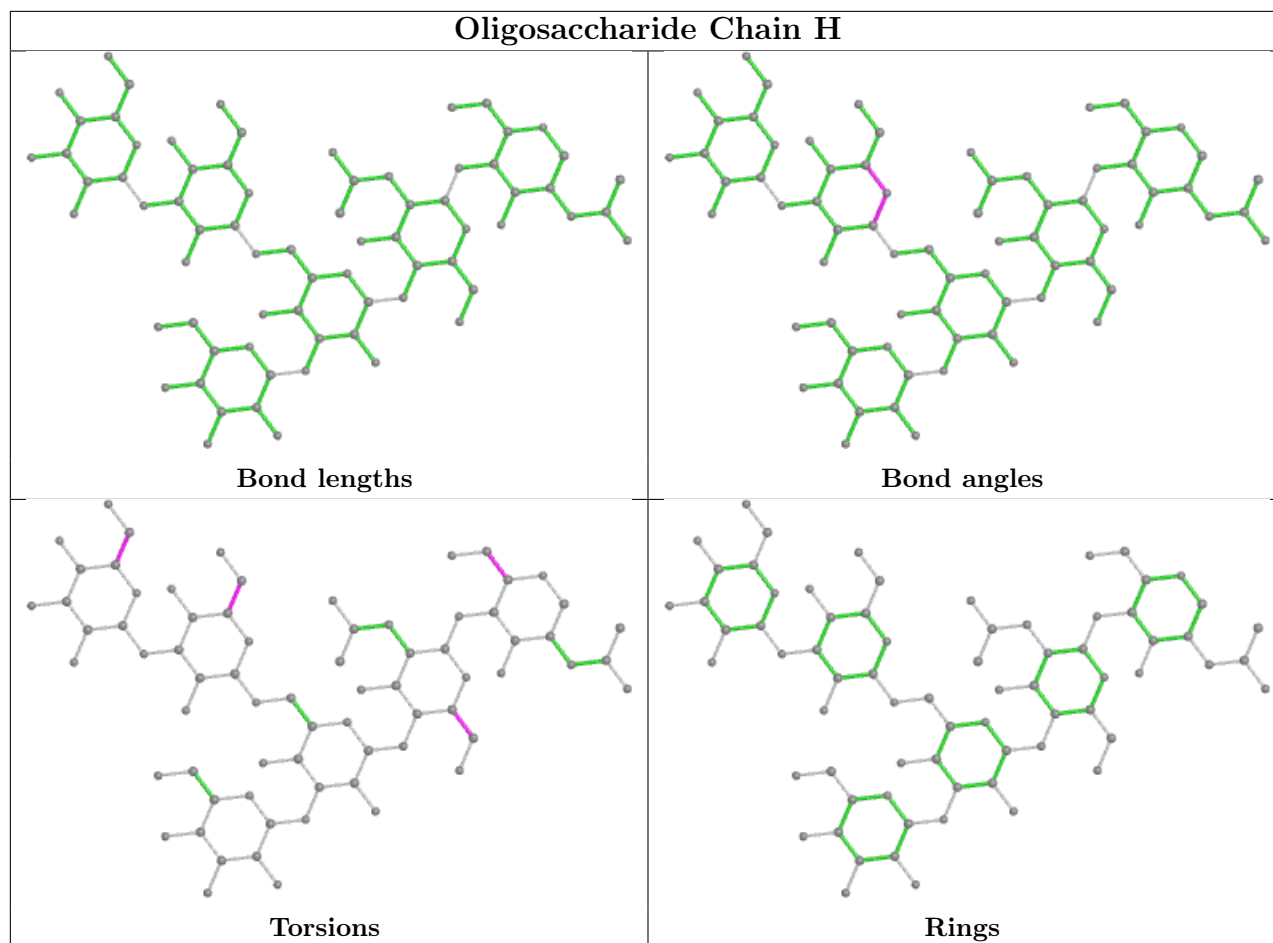 Oligosaccharide Chain H
Bond lengths
Bond angles
Torsions
Rings